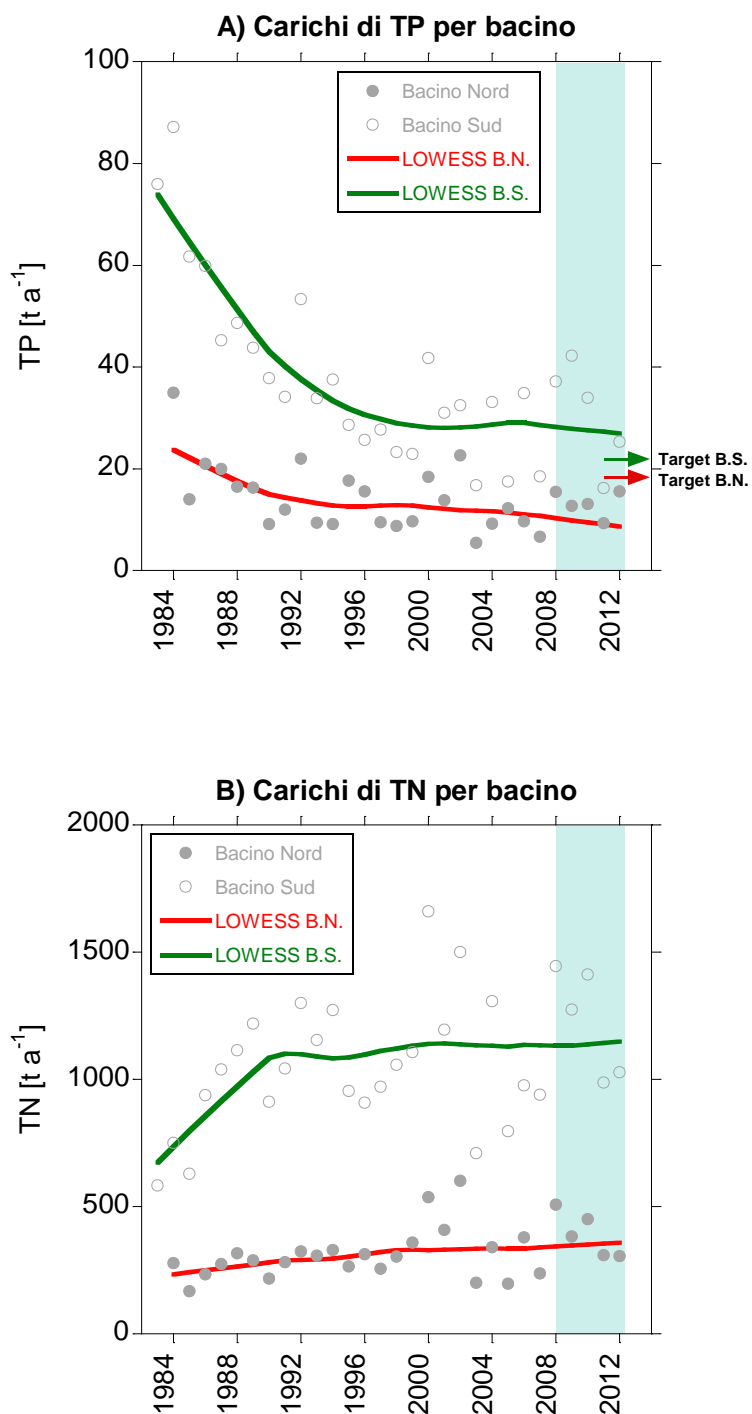 A) Carichi di TP per bacino
100
80
60
40
20
0
TP [t a-1]
Bacino Nord
Bacino Sud
LOWESS B.N.
LOWESS B.S.
Target B.S.
Target B.N.
1984
1988
1992
1996
2000
2004
2008
2012
B) Carichi di TN per bacino
2000
1500
1000
500
0
TN [t a-1]
Bacino Nord
Bacino Sud
LOWESS B.N.
LOWESS B.S.
1984
1988
1992
1996
2000
2004
2008
2012